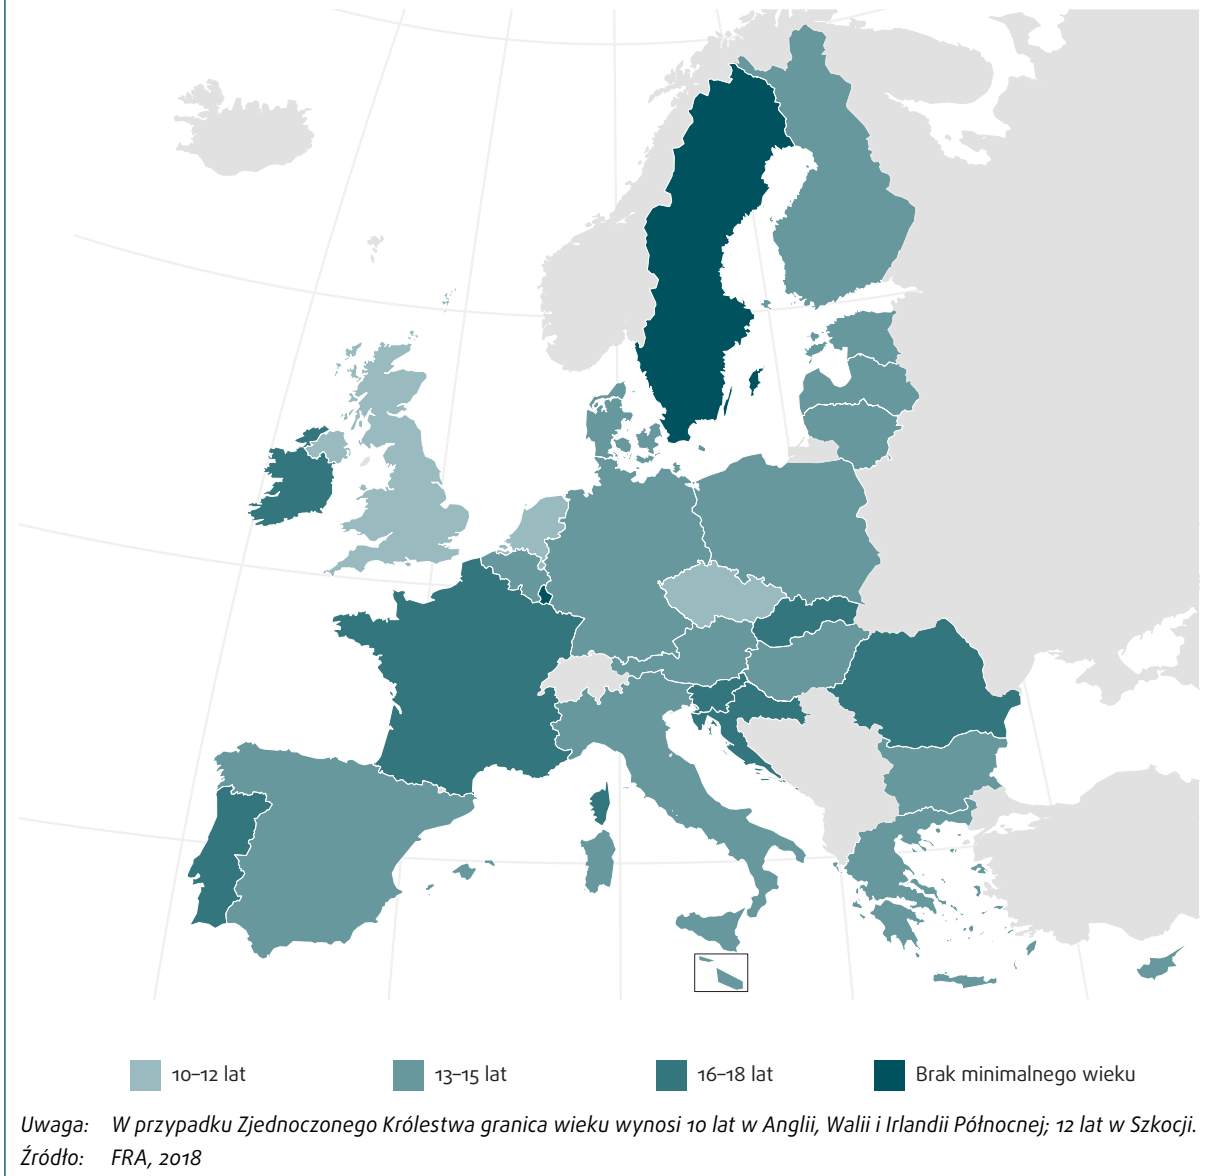 10–12 lat
13–15 lat
16–18 lat
Brak minimalnego wieku
Uwaga: W przypadku Zjednoczonego Królestwa granica wieku wynosi 10 lat w Anglii, Walii i Irlandii Północnej; 12 lat w Szkocji.
Źródło: FRA, 2018